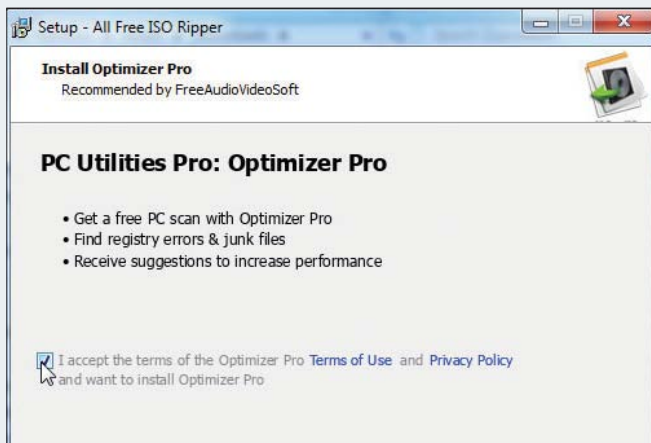 Setup - All Free ISO Ripper
Install Optimizer Pro
Recommended by FreeAudioVideoSoft
PC Utilities Pro: Optimizer Pro
• Get a free PC scan with Optimizer Pro
• Find registry errors & junk files
• Receive suggestions to increase performance
I accept the terms of the Optimizer Pro Terms of Use and Privacy Policy
and want to install Optimizer Pro